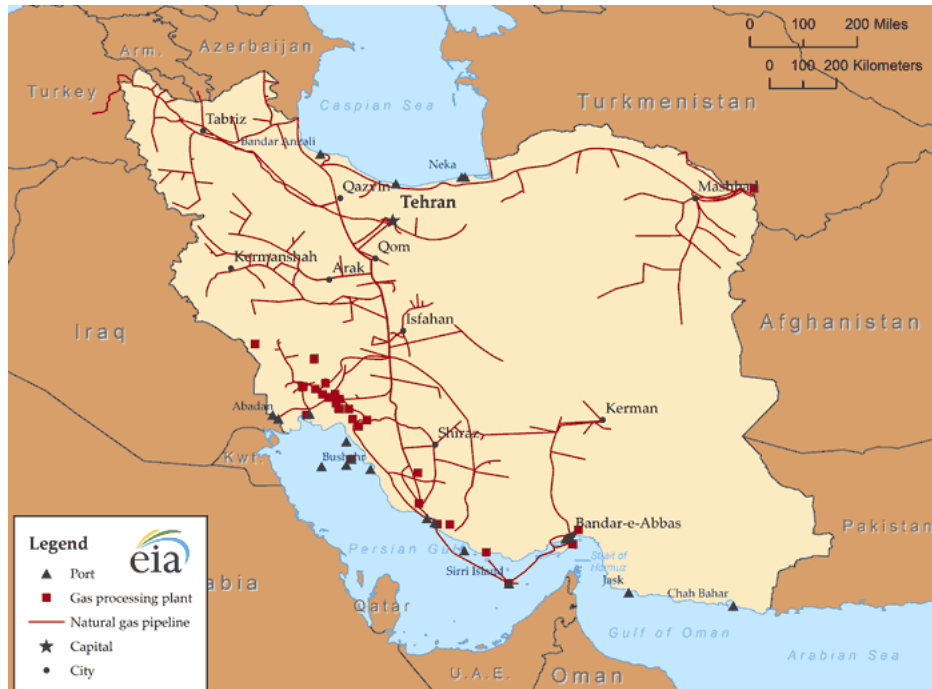 0 100 200 Miles
0 100 200 Kilometers
Arm.
Azerbaijan
Turkey
Caspian Sea
Turkmenistan
Tabriz
Bandar Anzali
Neka
Qazvin
Tehran
Mashhad
Qom
Kermanshah
Arak
Iraq
Isfahan
Afghanistan
Abadan
Kerman
Shiraz
Kwt.
Bushehr
Bandar-e-Abbas
Pakistan
Persian Gulf
Strait of
Homuz
Sirri Island
Jask
Chah Bahar
Qatar
Gulf of Oman
Arabian Sea
U.A.E.
Oman
abia
Legend
eia
Port
Gas processing plant
Natural gas pipeline
Capital
City